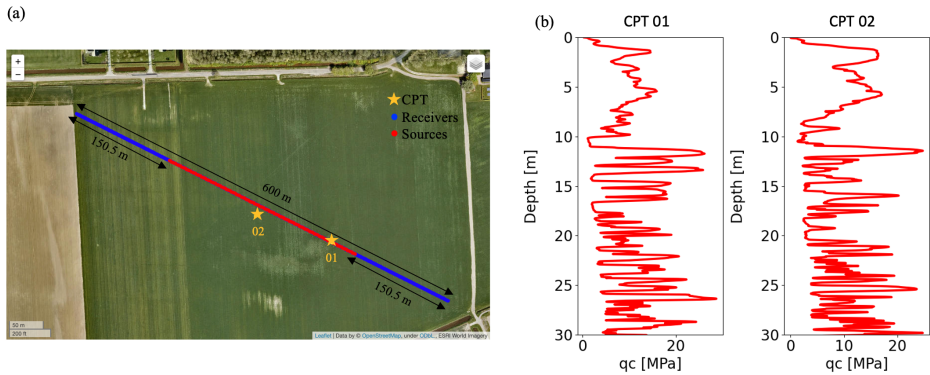 (a)
+
−
CPT
Receivers
Sources
150.5 m
600 m
02
01
150.5 m
50 m
200 ft
Leaflet | Data by © OpenStreetMap, under ODbL., ESRI World Imagery
(b)
CPT 01
CPT 02
0
5
10
15
20
25
30
Depth [m]
0
10
20
qc [MPa]
0
5
10
15
20
25
30
Depth [m]
0
10
20
qc [MPa]